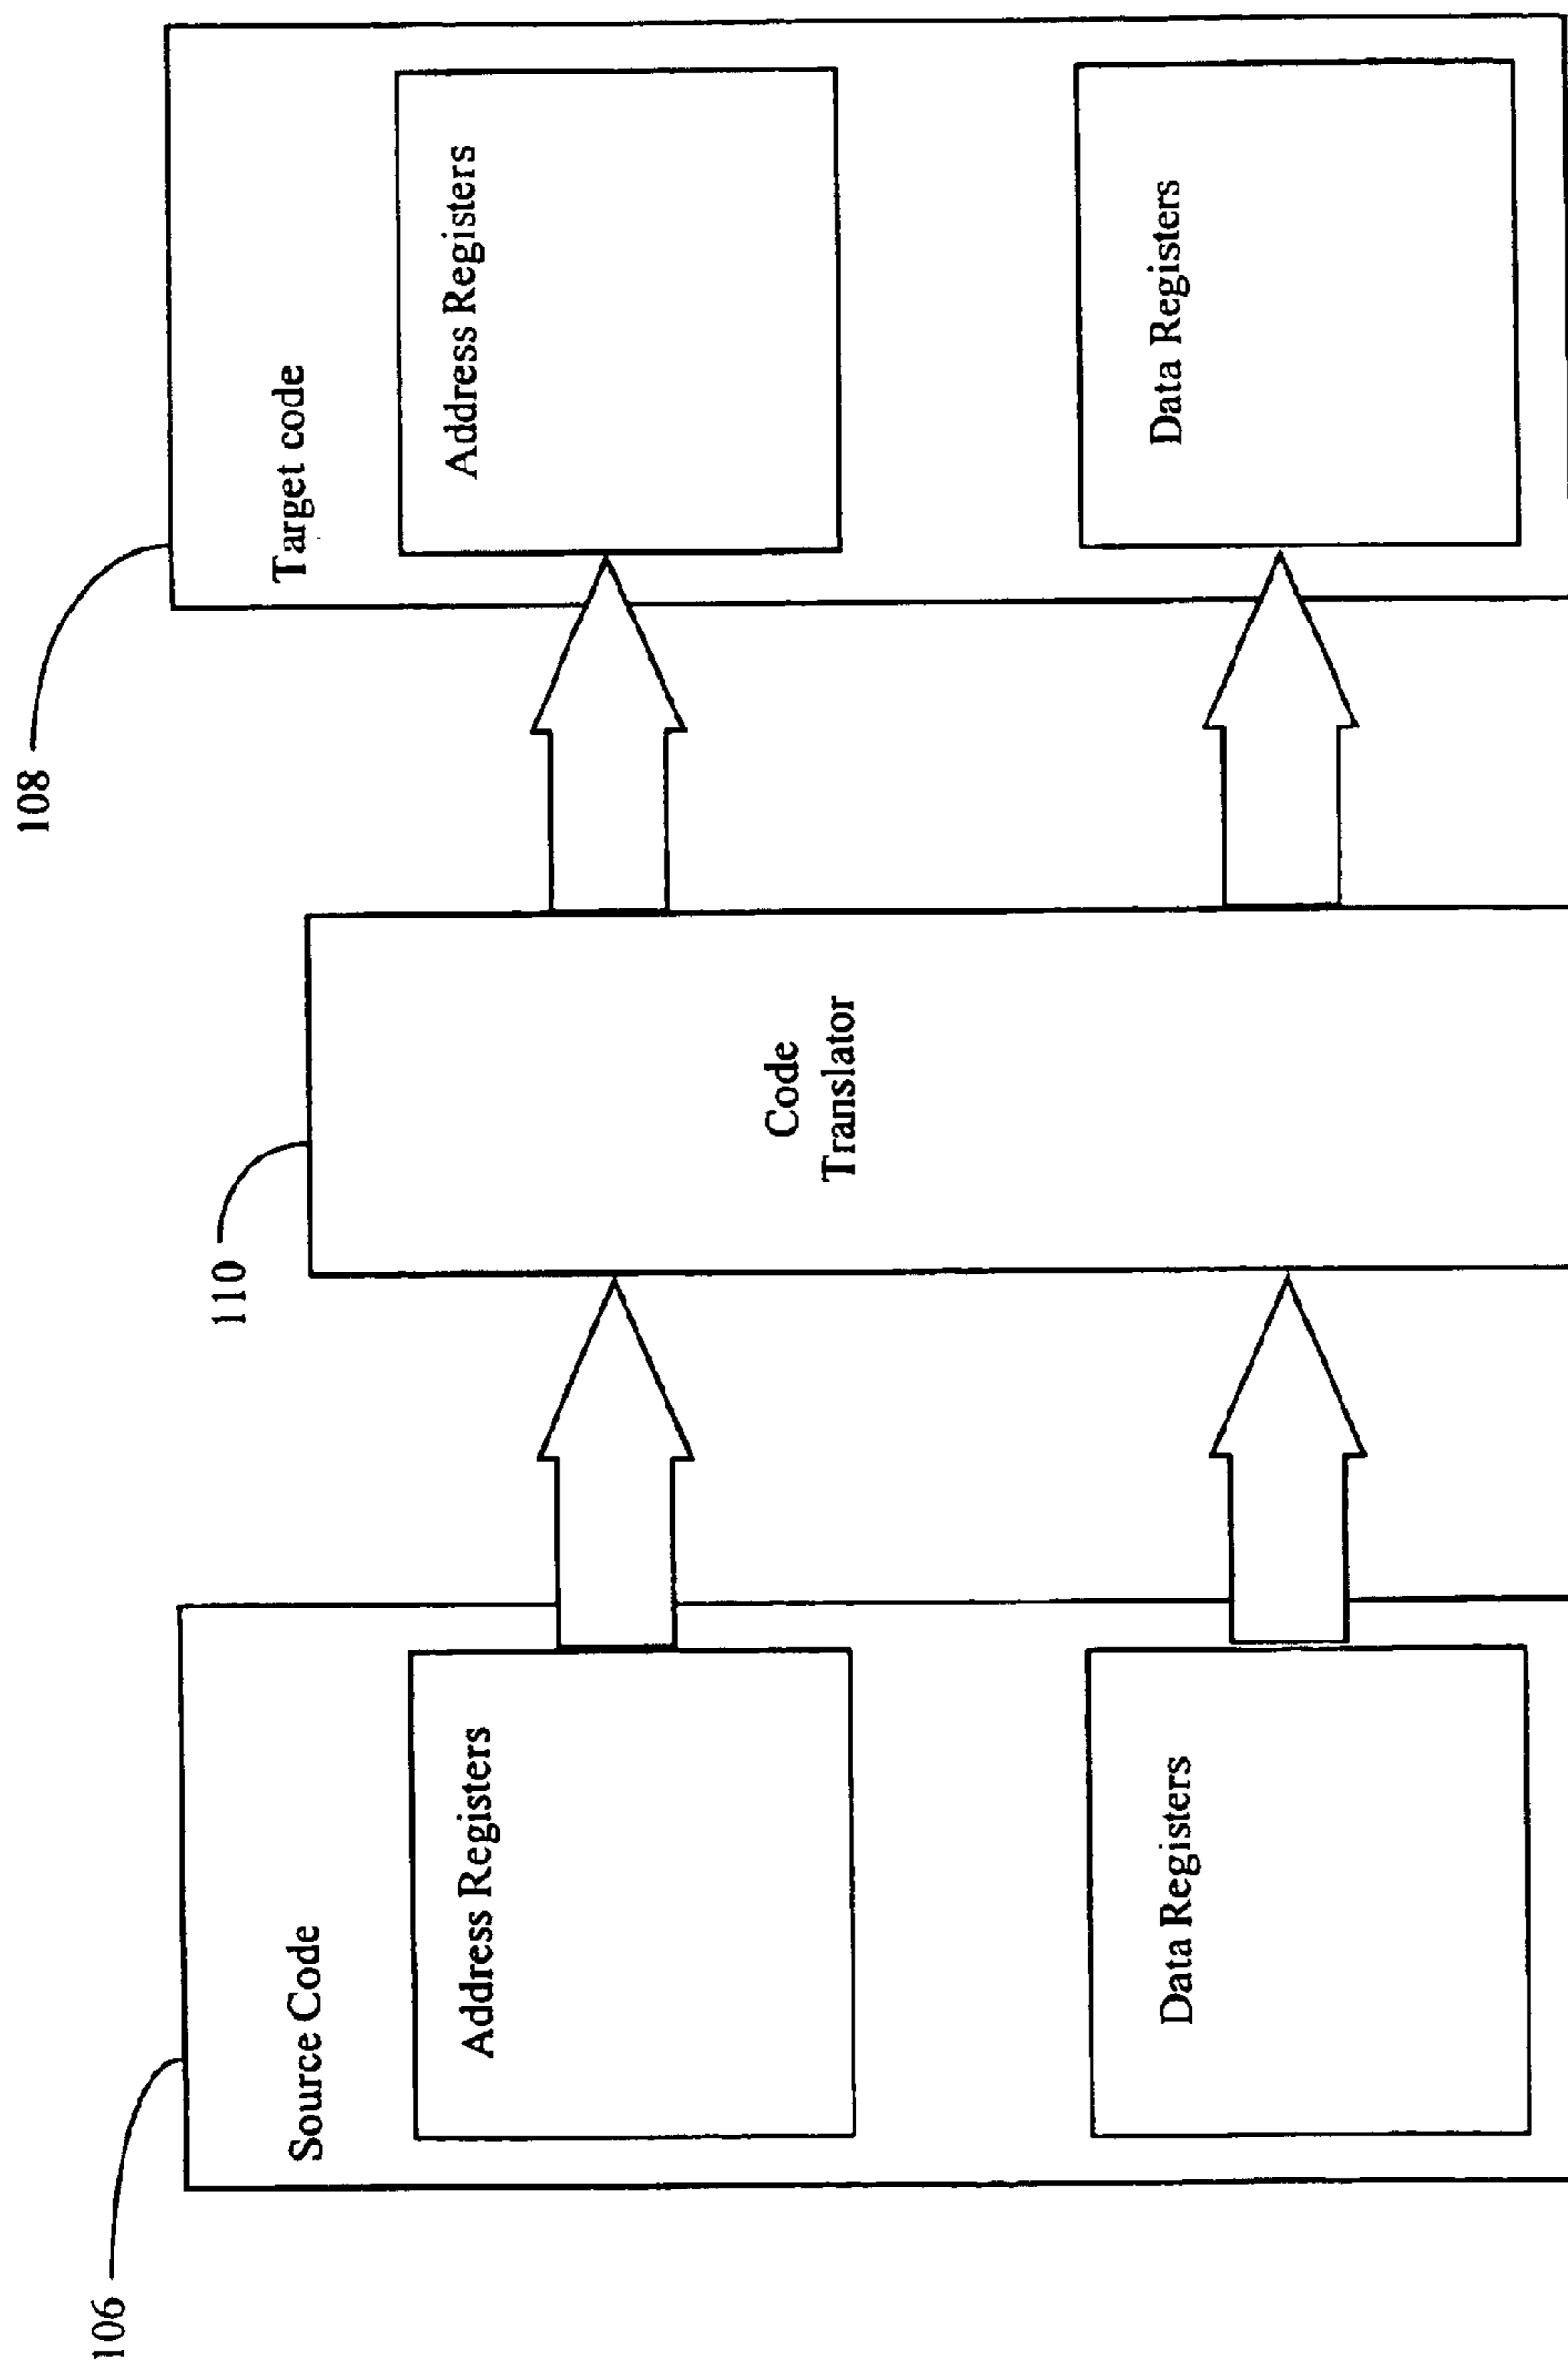 106
Source Code
Address Registers
Data Registers
110
Code
Translator
108
Target code
Address Registers
Data Registers